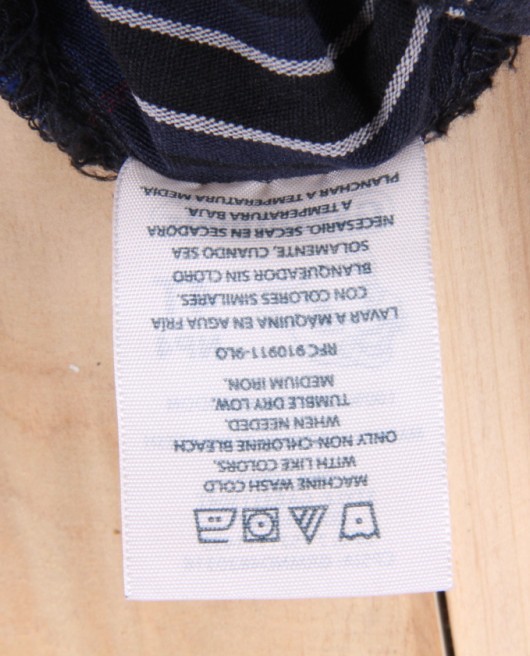 MACHINE WASH COLD
WITH LIKE COLORS.
ONLY NON-CHLORINE BLEACH
WHEN NEEDED.
TUMBLE DRY LOW.
MEDIUM IRON.
RFC910911-9L0
LAVAR A MÁQUINA EN AGUA FRÍA
CON COLORES SIMILARES.
BLANQUEADOR SIN CLORO
SOLAMENTE, CUANDO SEA
NECESARIO. SECAR EN SECADORA
A TEMPERATURA BAJA.
PLANCHAR A TEMPERATURA MEDIA.